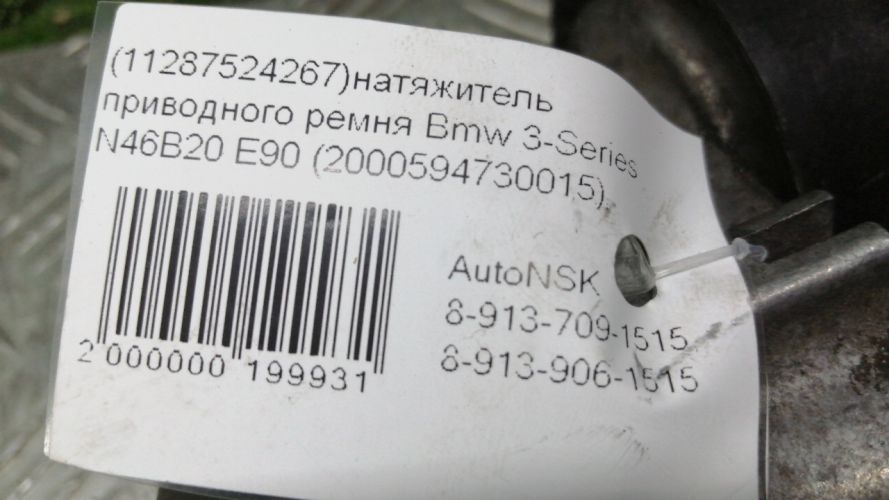 (11287524267)натяжитель
приводного ремня Bmw 3-Series
N46B20 E90 (2000594730015),
AutoNSK
8-913-709-1515
8-913-906-1515
2 000000 199931